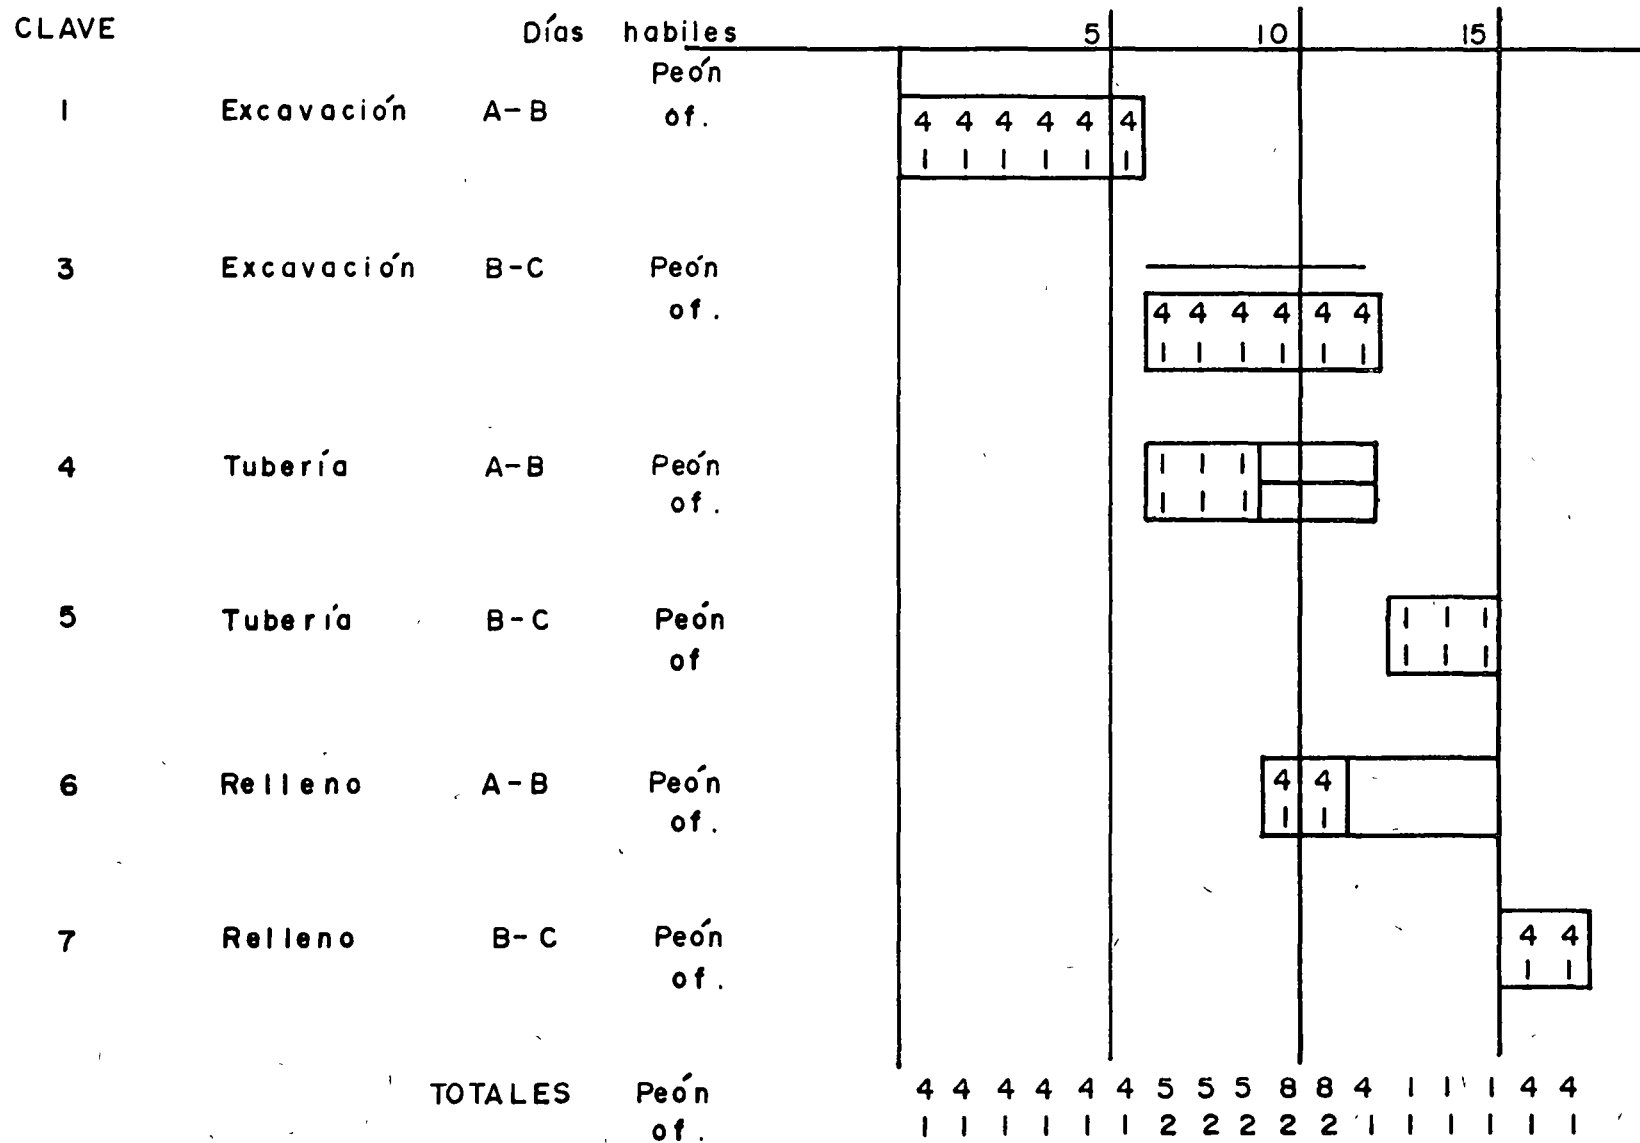 CLAVE Días habiles 5 10 15
Peón
1 Excavación A-B of. 4 4 4 4 4 4
1 1 1 1 1 1
3 Excavación B-C Peón
of. 4 4 4 4 4 4
1 1 1 1 1 1
4 Tubería A-B Peón 1 1 1
of. 1 1 1
5 Tubería B-C Peón 1 1 1
of 1 1 1
6 Relleno A-B Peón 4 4
of. 1 1
7 Relleno B-C Peón 4 4
of. 1 1
TOTALES Peón 4 4 4 4 4 4 5 5 5 8 8 4 1 1 1 4 4
of. 1 1 1 1 1 1 2 2 2 2 2 1 1 1 1 1 1